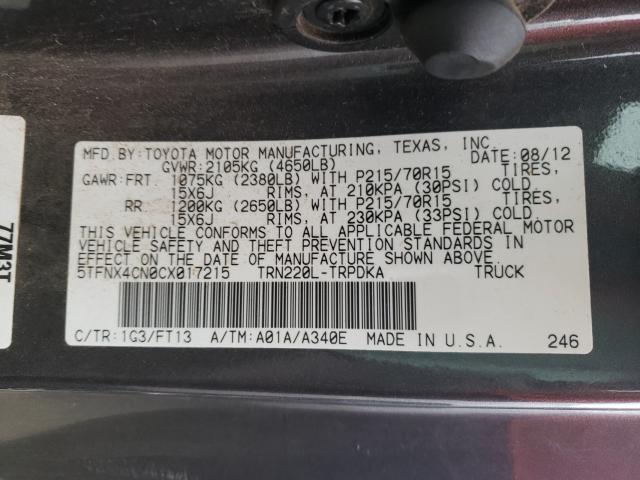 MFD.BY:TOYOTA MOTOR MANUFACTURING, TEXAS, INC.
GVWR:2105KG (4650LB) DATE:08/12
GAWR:FRT. 1075KG (2380LB) WITH P215/70R15 TIRES,
15X6J RIMS, AT 210KPA (30PSI) COLD.
RR. 1200KG (2650LB) WITH P215/70R15 TIRES,
15X6J RIMS, AT 230KPA (33PSI) COLD.
THIS VEHICLE CONFORMS TO ALL APPLICABLE FEDERAL MOTOR
VEHICLE SAFETY AND THEFT PREVENTION STANDARDS IN
EFFECT ON THE DATE OF MANUFACTURE SHOWN ABOVE.
5TFNX4CN0CX017215 TRN220L-TRPDKA TRUCK
C/TR:1G3/FT13 A/TM:A01A/A340E MADE IN U.S.A. 246